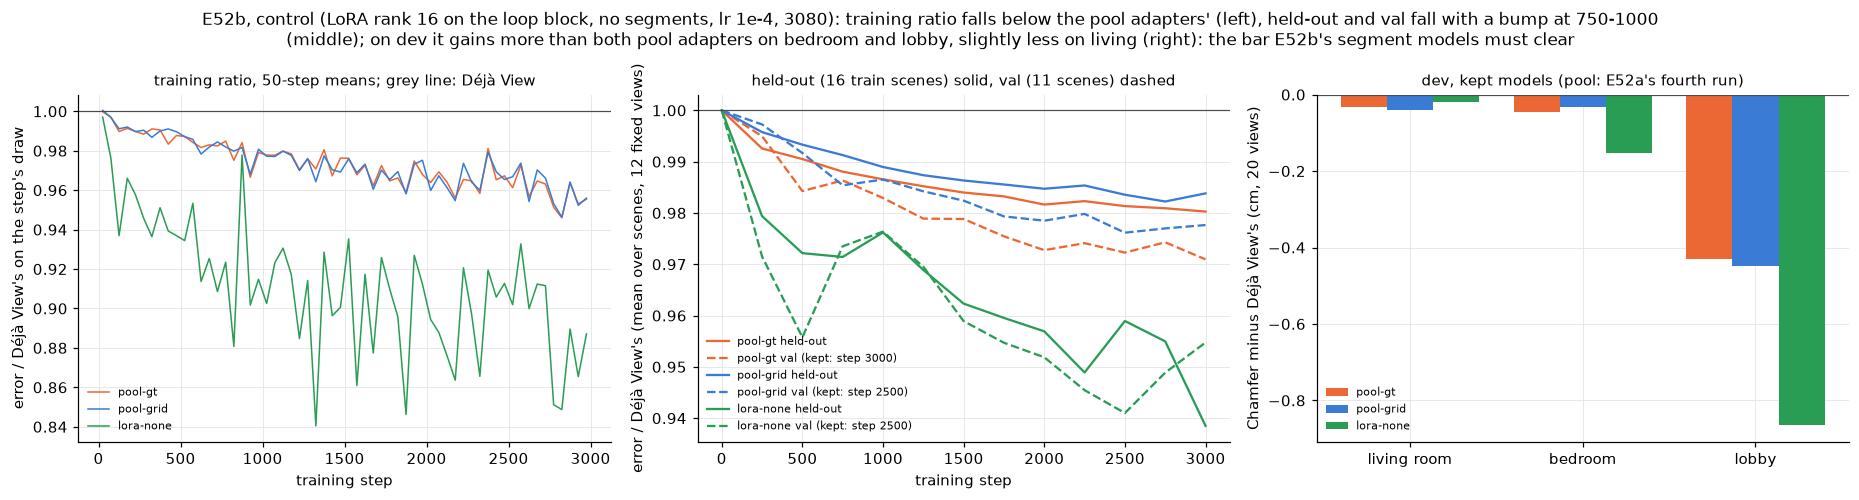 E52b, control (LoRA rank 16 on the loop block, no segments, lr 1e-4, 3080): training ratio falls below the pool adapters' (left), held-out and val fall with a bump at 750-1000
(middle); on dev it gains more than both pool adapters on bedroom and lobby, slightly less on living (right): the bar E52b's segment models must clear
training ratio, 50-step means; grey line: Déjà View
error / Déjà View's on the step's draw
1.00
0.98
0.96
0.94
0.92
0.90
0.88
0.86
0.84
pool-gt
pool-grid
lora-none
0
500
1000
1500
2000
2500
3000
training step
held-out (16 train scenes) solid, val (11 scenes) dashed
error / Déjà View's (mean over scenes, 12 fixed views)
1.00
0.99
0.98
0.97
0.96
0.95
0.94
pool-gt held-out
pool-gt val (kept: step 3000)
pool-grid held-out
pool-grid val (kept: step 2500)
lora-none held-out
lora-none val (kept: step 2500)
0
500
1000
1500
2000
2500
3000
training step
dev, kept models (pool: E52a's fourth run)
Chamfer minus Déjà View's (cm, 20 views)
0.0
−0.2
−0.4
−0.6
−0.8
pool-gt
pool-grid
lora-none
living room
bedroom
lobby